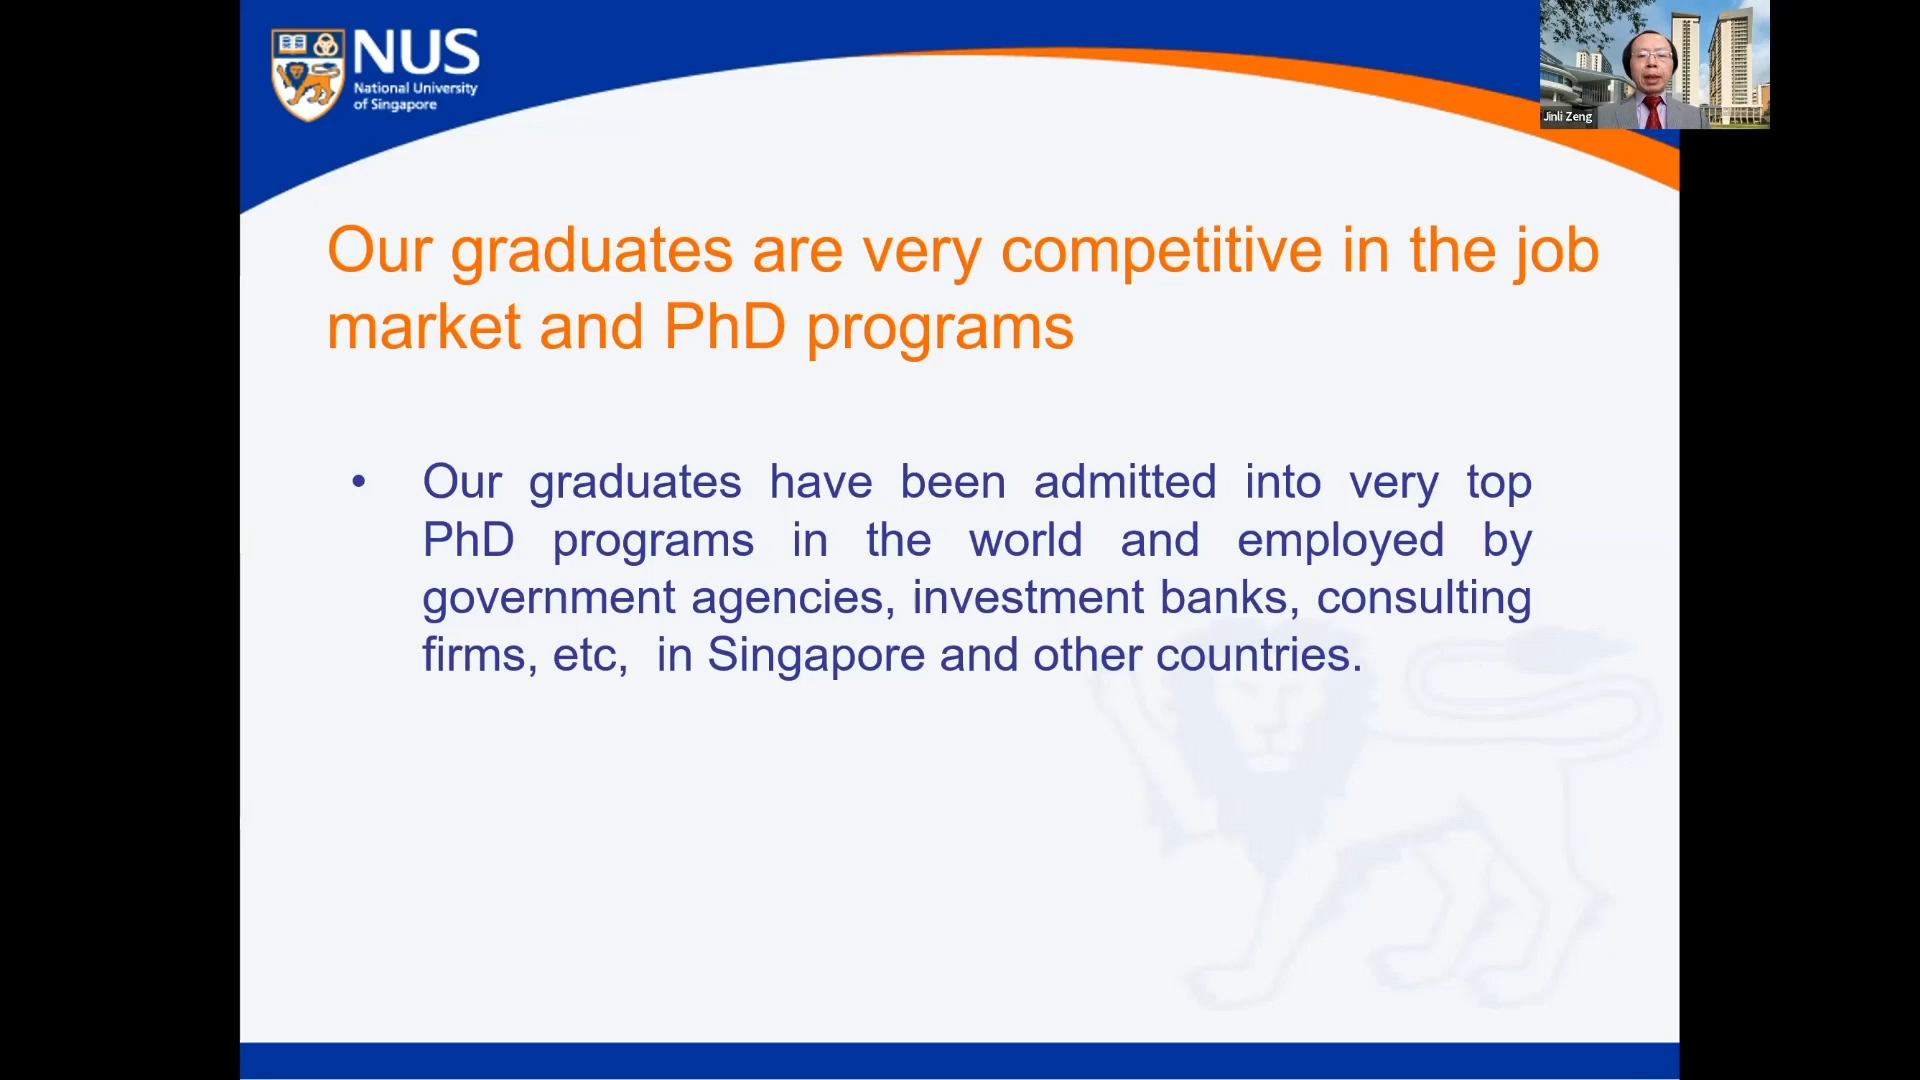 NUS
National University
of Singapore
Jinli Zeng
Our graduates are very competitive in the job
market and PhD programs
• Our graduates have been admitted into very top
PhD programs in the world and employed by
government agencies, investment banks, consulting
firms, etc,  in Singapore and other countries.